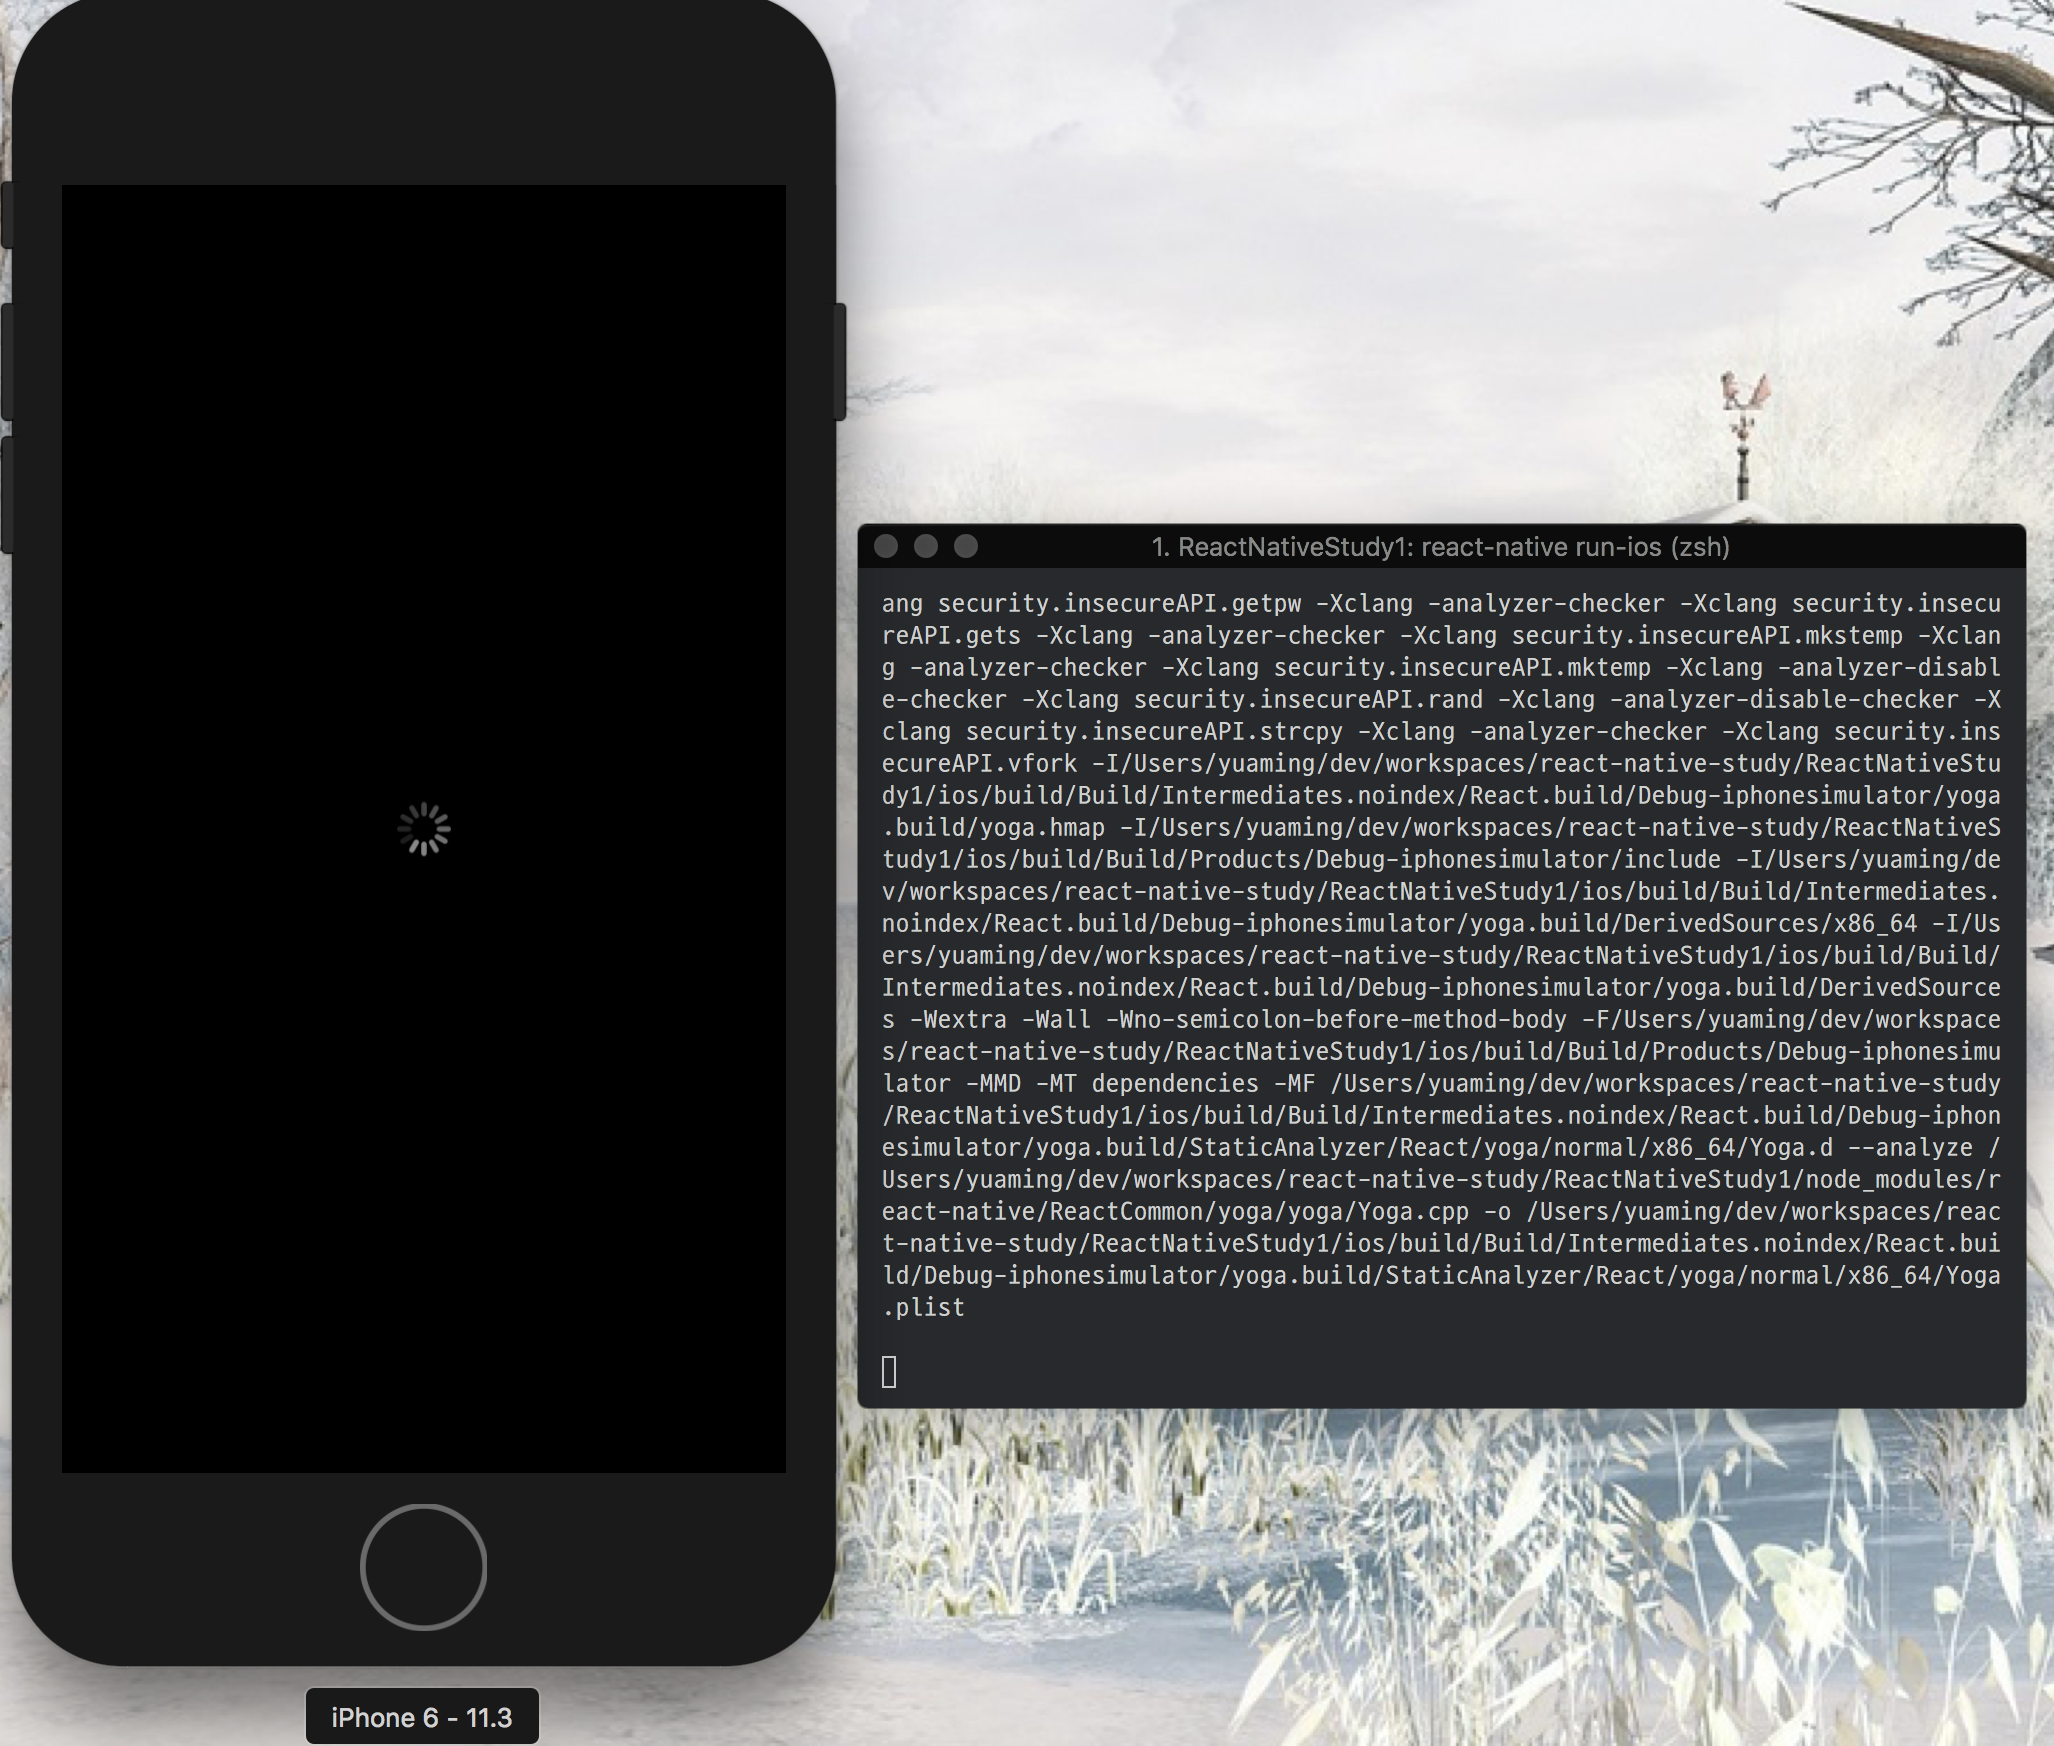 1. ReactNativeStudy1: react-native run-ios (zsh)
ang security.insecureAPI.getpw -Xclang -analyzer-checker -Xclang security.insecu
reAPI.gets -Xclang -analyzer-checker -Xclang security.insecureAPI.mkstemp -Xclan
g -analyzer-checker -Xclang security.insecureAPI.mktemp -Xclang -analyzer-disabl
e-checker -Xclang security.insecureAPI.rand -Xclang -analyzer-disable-checker -X
clang security.insecureAPI.strcpy -Xclang -analyzer-checker -Xclang security.ins
ecureAPI.vfork -I/Users/yuaming/dev/workspaces/react-native-study/ReactNativeStu
dy1/ios/build/Build/Intermediates.noindex/React.build/Debug-iphonesimulator/yoga
.build/yoga.hmap -I/Users/yuaming/dev/workspaces/react-native-study/ReactNativeS
tudy1/ios/build/Build/Products/Debug-iphonesimulator/include -I/Users/yuaming/de
v/workspaces/react-native-study/ReactNativeStudy1/ios/build/Build/Intermediates.
noindex/React.build/Debug-iphonesimulator/yoga.build/DerivedSources/x86_64 -I/Us
ers/yuaming/dev/workspaces/react-native-study/ReactNativeStudy1/ios/build/Build/
Intermediates.noindex/React.build/Debug-iphonesimulator/yoga.build/DerivedSource
s -Wextra -Wall -Wno-semicolon-before-method-body -F/Users/yuaming/dev/workspace
s/react-native-study/ReactNativeStudy1/ios/build/Build/Products/Debug-iphonesimu
lator -MMD -MT dependencies -MF /Users/yuaming/dev/workspaces/react-native-study
/ReactNativeStudy1/ios/build/Build/Intermediates.noindex/React.build/Debug-iphon
esimulator/yoga.build/StaticAnalyzer/React/yoga/normal/x86_64/Yoga.d --analyze /
Users/yuaming/dev/workspaces/react-native-study/ReactNativeStudy1/node_modules/r
eact-native/ReactCommon/yoga/yoga/Yoga.cpp -o /Users/yuaming/dev/workspaces/reac
t-native-study/ReactNativeStudy1/ios/build/Build/Intermediates.noindex/React.bui
ld/Debug-iphonesimulator/yoga.build/StaticAnalyzer/React/yoga/normal/x86_64/Yoga
.plist
iPhone 6 - 11.3